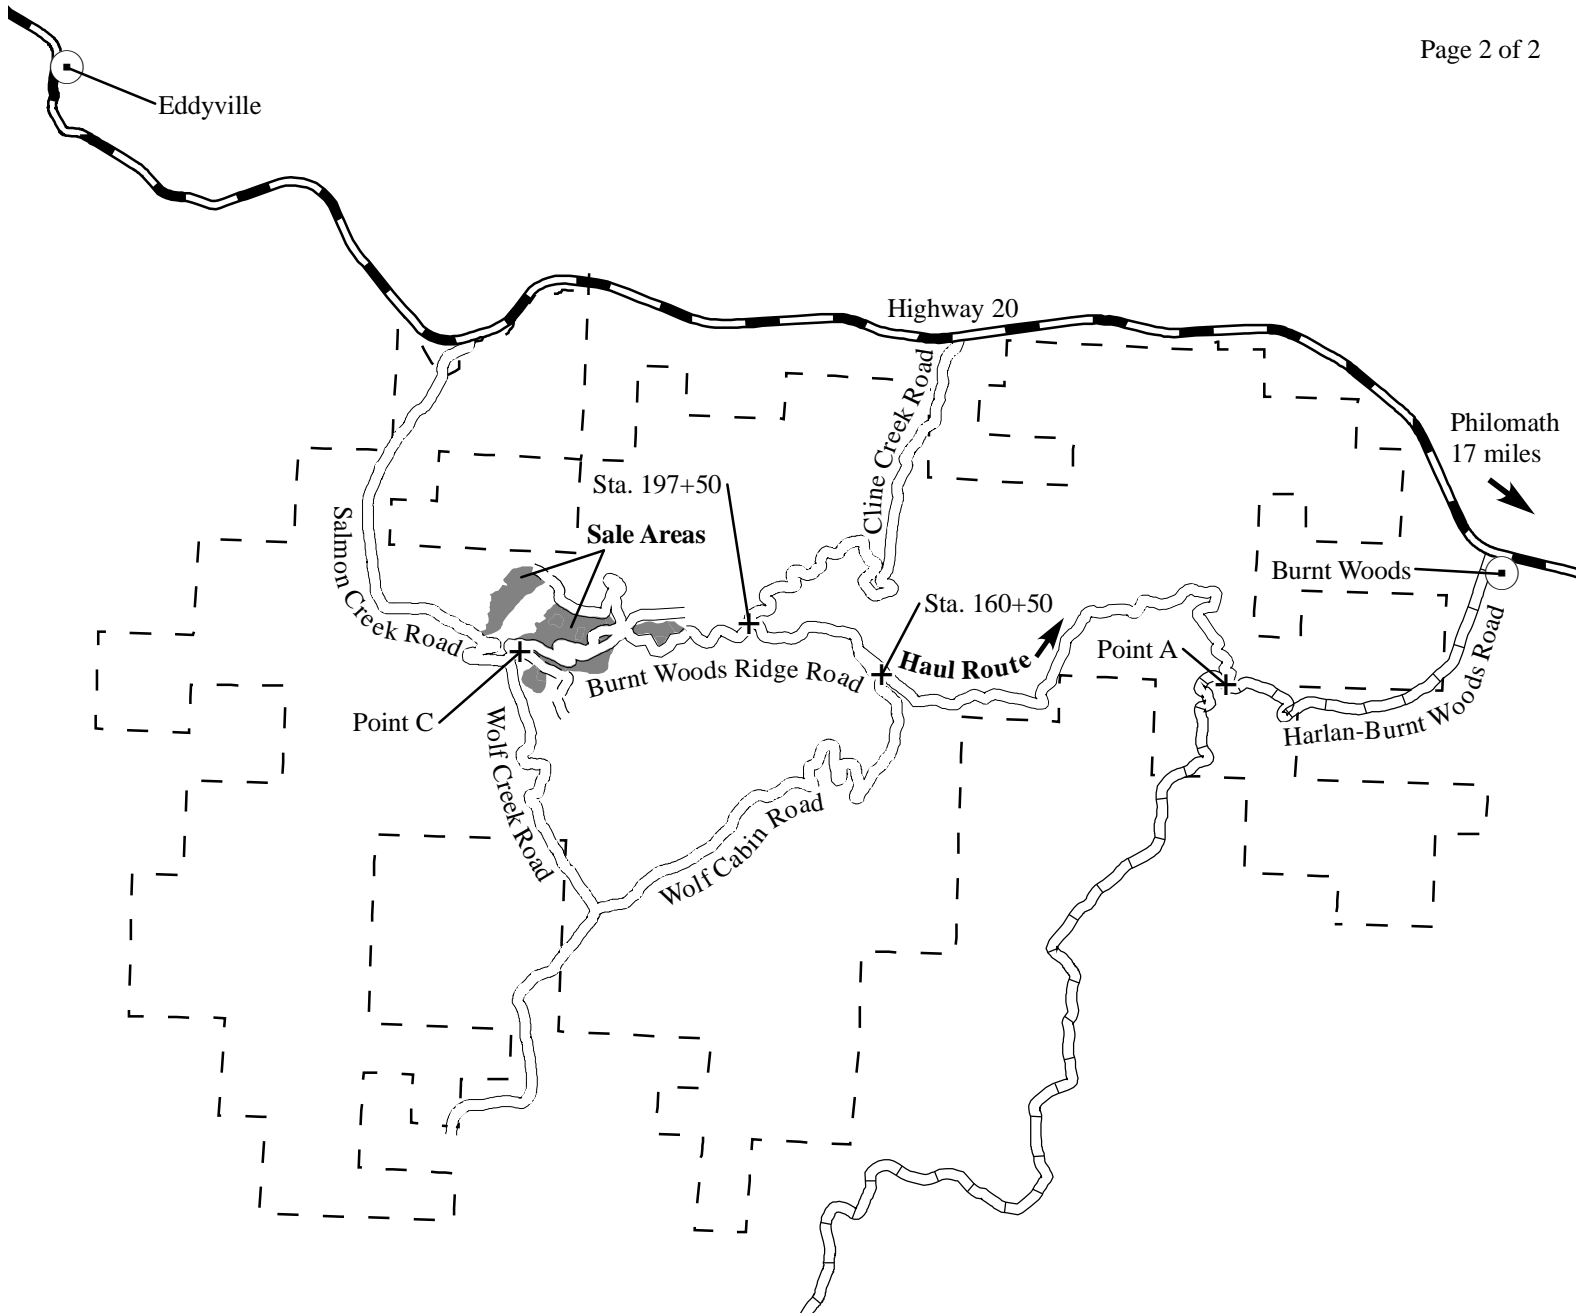 Page 2 of 2
Eddyville
Highway 20
Cline Creek Road
Philomath
17 miles
Sta. 197+50
Sale Areas
Salmon Creek Road
Burnt Woods
Sta. 160+50
Haul Route
Point A
Burnt Woods Ridge Road
Harlan-Burnt Woods Road
Point C
Wolf Creek Road
Wolf Cabin Road